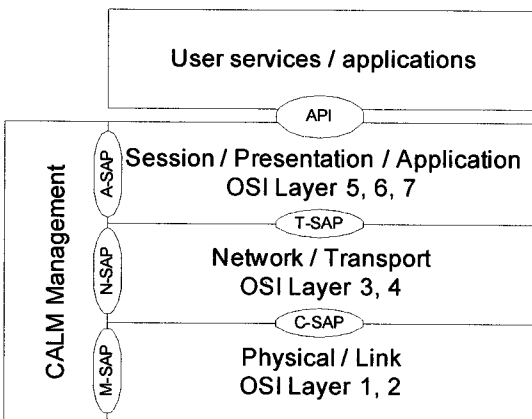 User services / applications
API
CALM Management
A-SAP
Session / Presentation / Application
OSI Layer 5, 6, 7
T-SAP
N-SAP
Network / Transport
OSI Layer 3, 4
C-SAP
M-SAP
Physical / Link
OSI Layer 1, 2